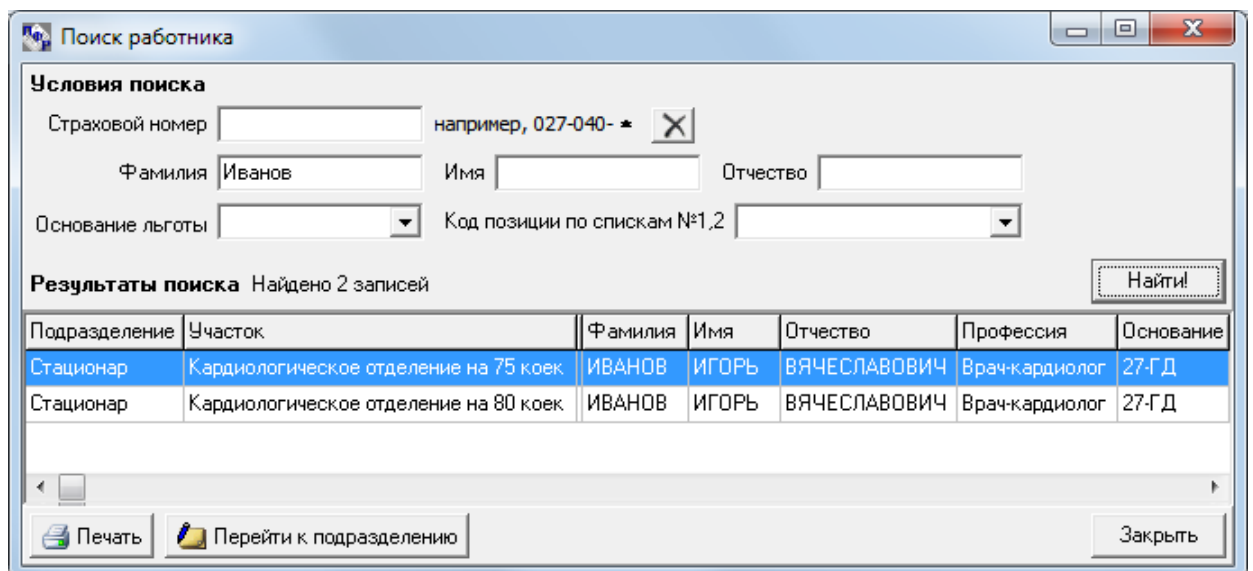 Поиск работника
Условия поиска
Страховой номер например, 027-040- *
Фамилия Иванов Имя Отчество
Основание льготы Код позиции по спискам №1,2
Результаты поиска Найдено 2 записей Найти!
Подразделение Участок Фамилия Имя Отчество Профессия Основание
Стационар Кардиологическое отделение на 75 коек ИВАНОВ ИГОРЬ ВЯЧЕСЛАВОВИЧ Врач-кардиолог 27-ГД
Стационар Кардиологическое отделение на 80 коек ИВАНОВ ИГОРЬ ВЯЧЕСЛАВОВИЧ Врач-кардиолог 27-ГД
Печать Перейти к подразделению Закрыть